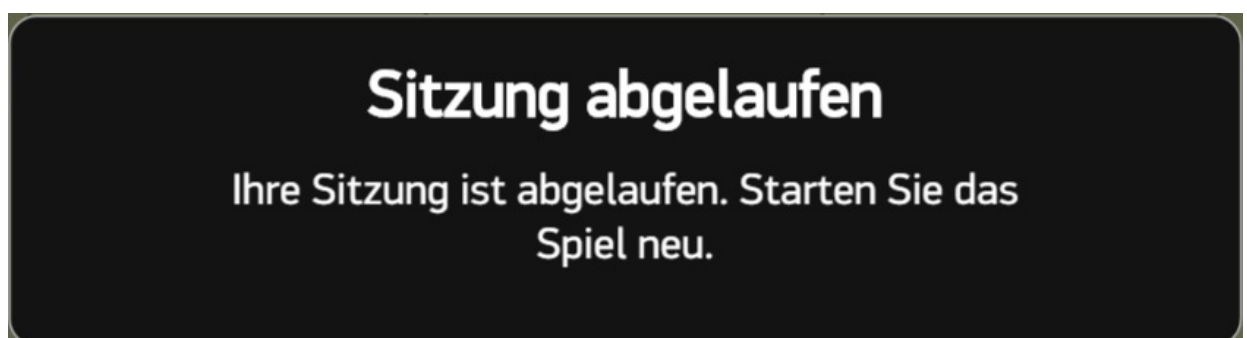 Sitzung abgelaufen
Ihre Sitzung ist abgelaufen. Starten Sie das
Spiel neu.